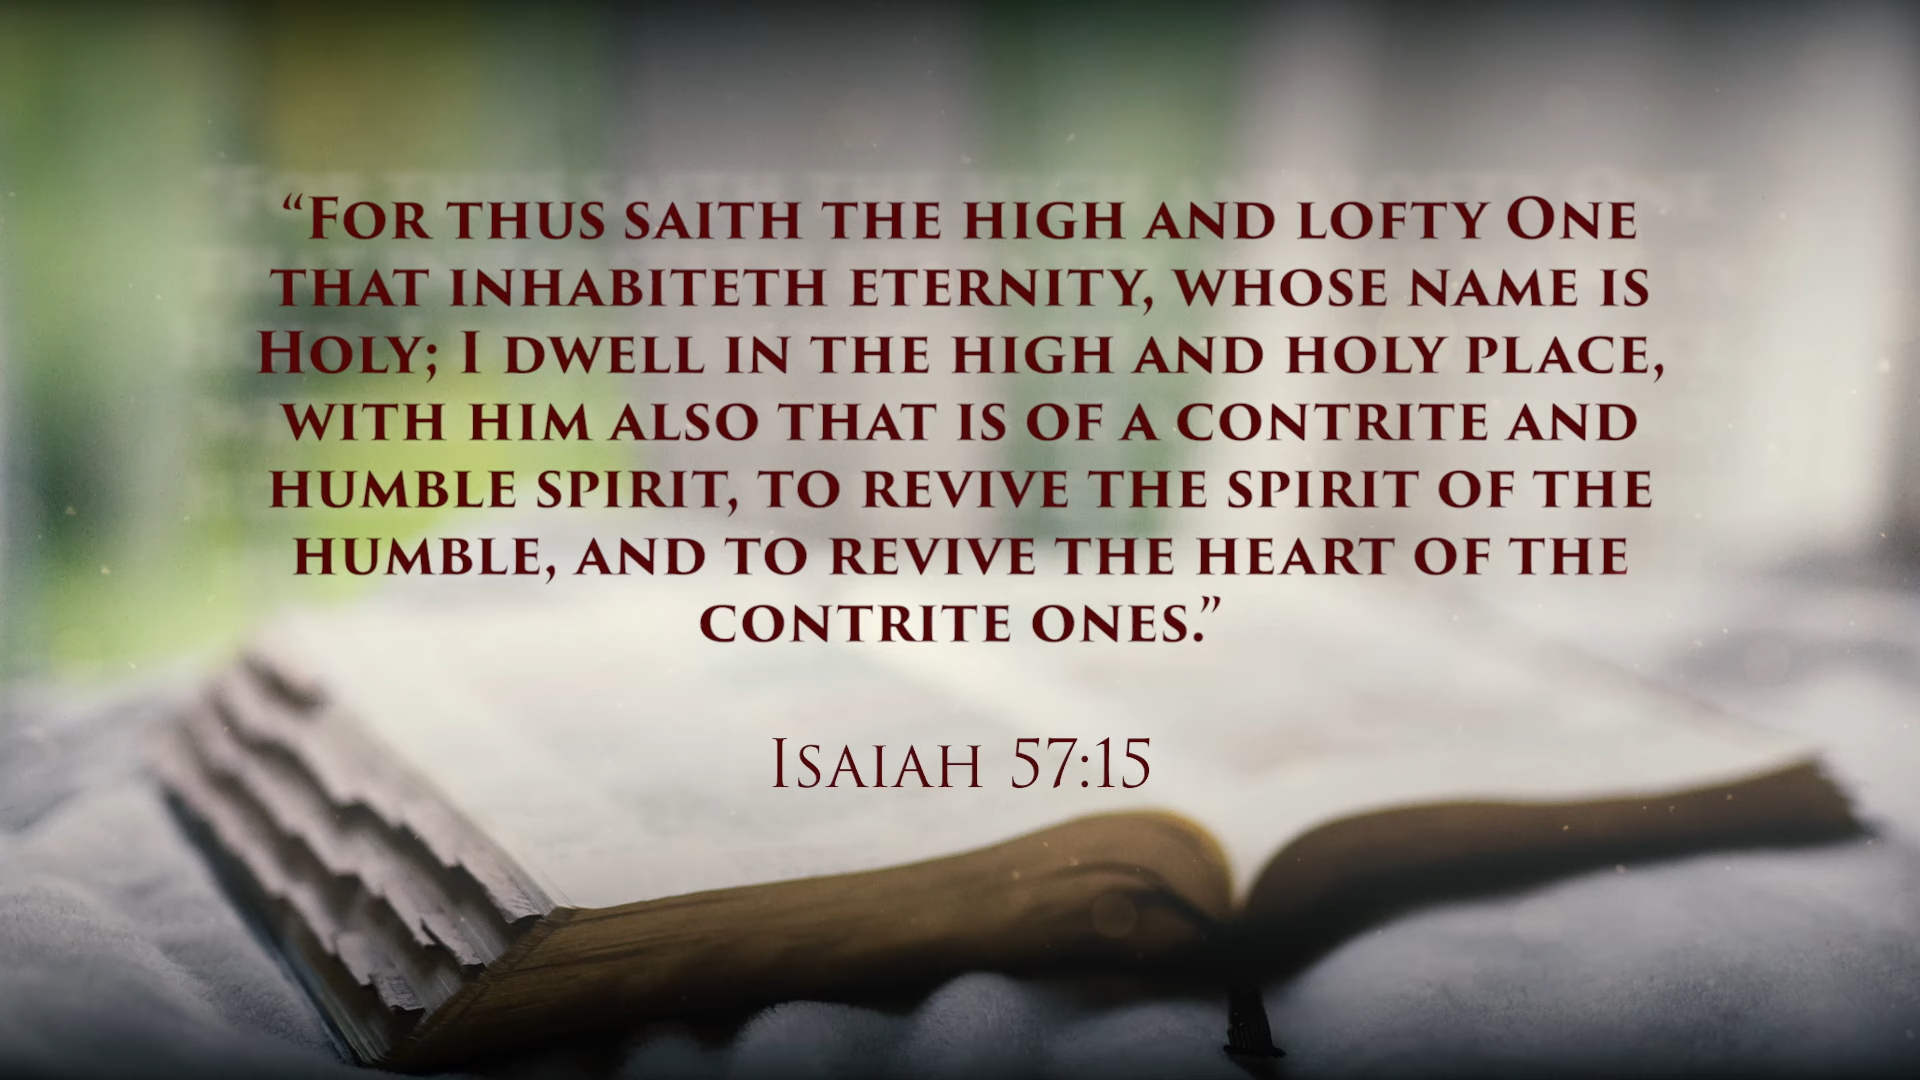 “For thus saith the high and lofty One
that inhabiteth eternity, whose name is
Holy; I dwell in the high and holy place,
with him also that is of a contrite and
humble spirit, to revive the spirit of the
humble, and to revive the heart of the
contrite ones.”
Isaiah 57:15